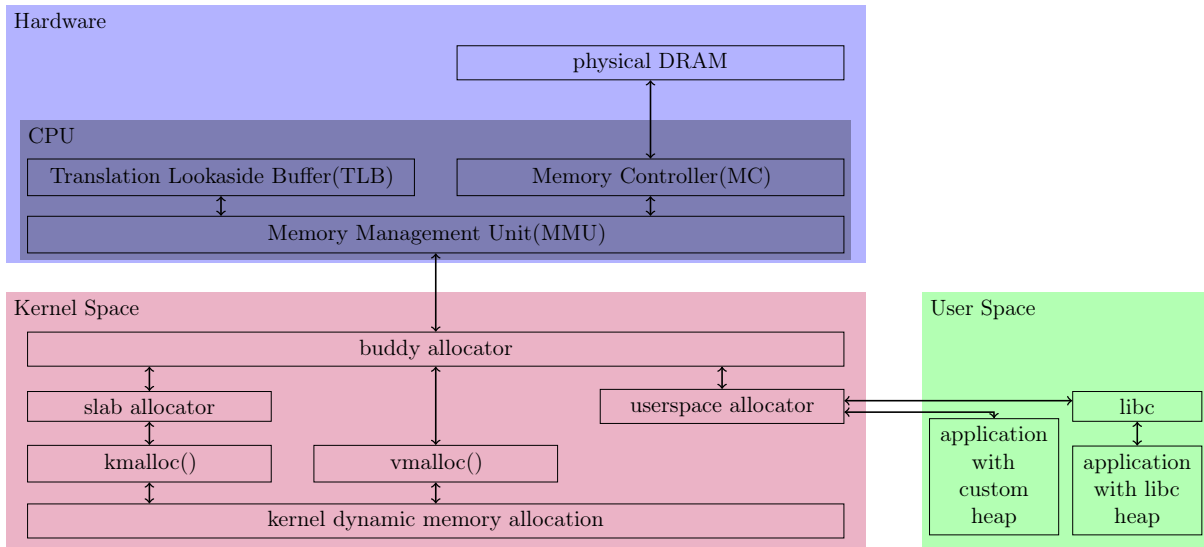 Hardware
physical DRAM
CPU
Translation Lookaside Buffer(TLB)
Memory Controller(MC)
Memory Management Unit(MMU)
Kernel Space
buddy allocator
slab allocator
userspace allocator
kmalloc()
vmalloc()
kernel dynamic memory allocation
User Space
libc
application
with
custom
heap
application
with libc
heap